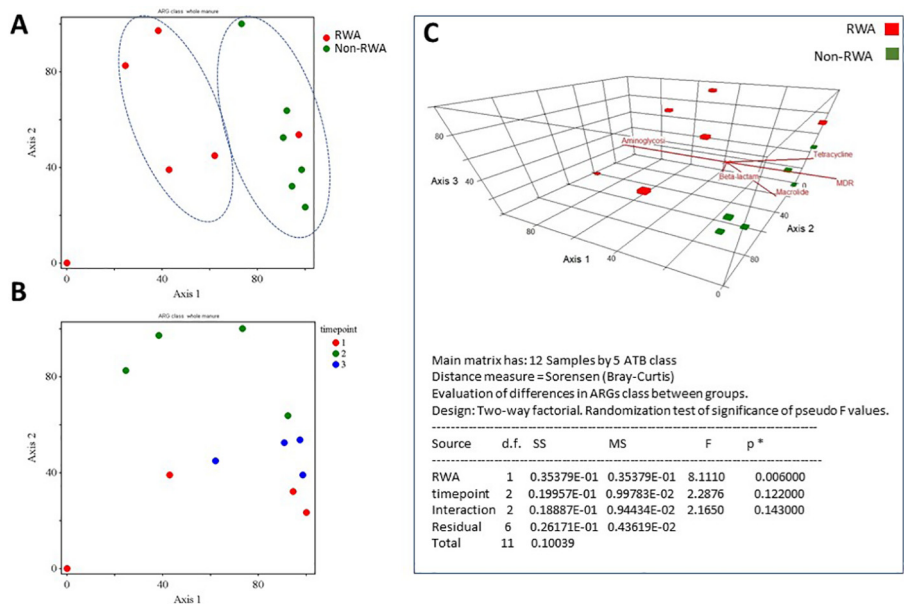 A
ARG class whole manure
RWA
Non-RWA
80
40
0
Axis 2
0
40
80
Axis 1
B
ARG class whole manure
timepoint
1
2
3
80
40
0
Axis 2
0
40
80
Axis 1
C
RWA
Non-RWA
80
40
Axis 3
Aminoglycosi
Tetracycline
Beta-lactam
MDR
Macrolide
0
40
Axis 2
80
80
Axis 1
40
0
Main matrix has: 12 Samples by 5 ATB class
Distance measure = Sorensen (Bray-Curtis)
Evaluation of differences in ARGs class between groups.
Design: Two-way factorial. Randomization test of significance of pseudo F values.
Source d.f. SS MS F p *
RWA 1 0.35379E-01 0.35379E-01 8.1110 0.006000
timepoint 2 0.19957E-01 0.99783E-02 2.2876 0.122000
Interaction 2 0.18887E-01 0.94434E-02 2.1650 0.143000
Residual 6 0.26171E-01 0.43619E-02
Total 11 0.10039